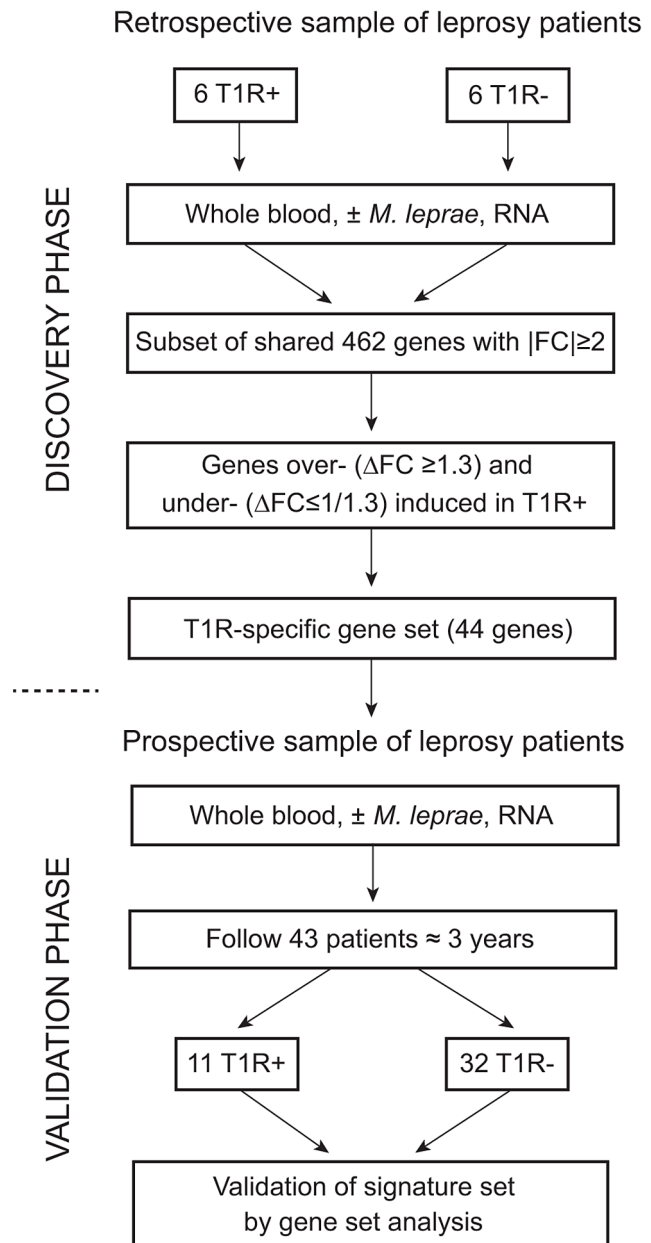 Retrospective sample of leprosy patients
6 T1R+
6 T1R-
DISCOVERY PHASE
Whole blood, ± M. leprae, RNA
Subset of shared 462 genes with |FC|≥2
Genes over- (ΔFC ≥1.3) and
under- (ΔFC≤1/1.3) induced in T1R+
T1R-specific gene set (44 genes)
Prospective sample of leprosy patients
VALIDATION PHASE
Whole blood, ± M. leprae, RNA
Follow 43 patients ≈ 3 years
11 T1R+
32 T1R-
Validation of signature set
by gene set analysis